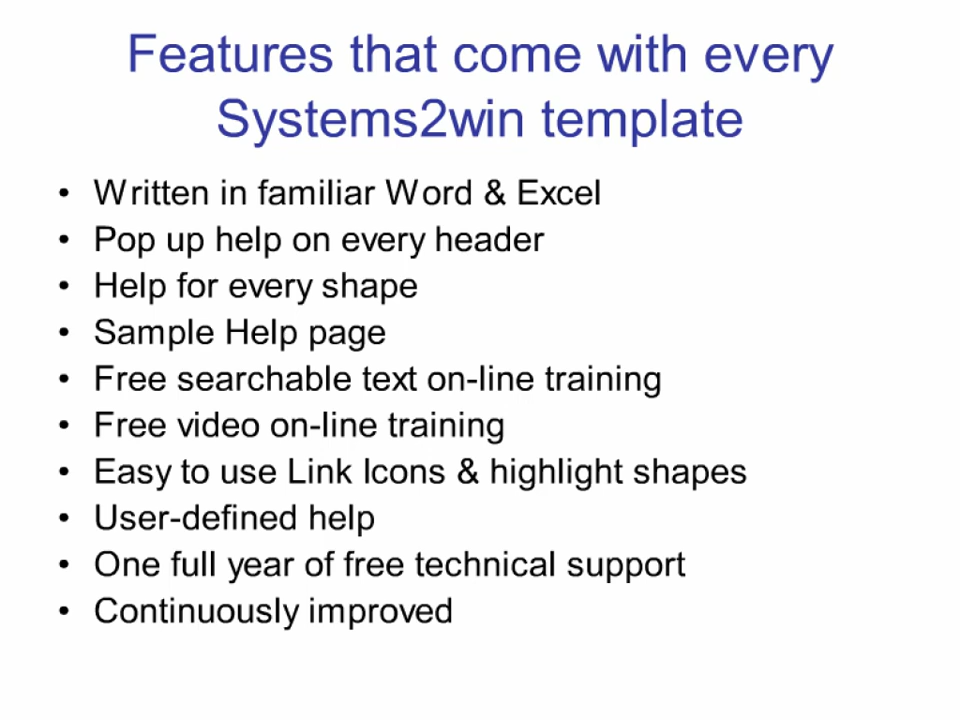 Features that come with every
Systems2win template
• Written in familiar Word & Excel
• Pop up help on every header
• Help for every shape
• Sample Help page
• Free searchable text on-line training
• Free video on-line training
• Easy to use Link Icons & highlight shapes
• User-defined help
• One full year of free technical support
• Continuously improved